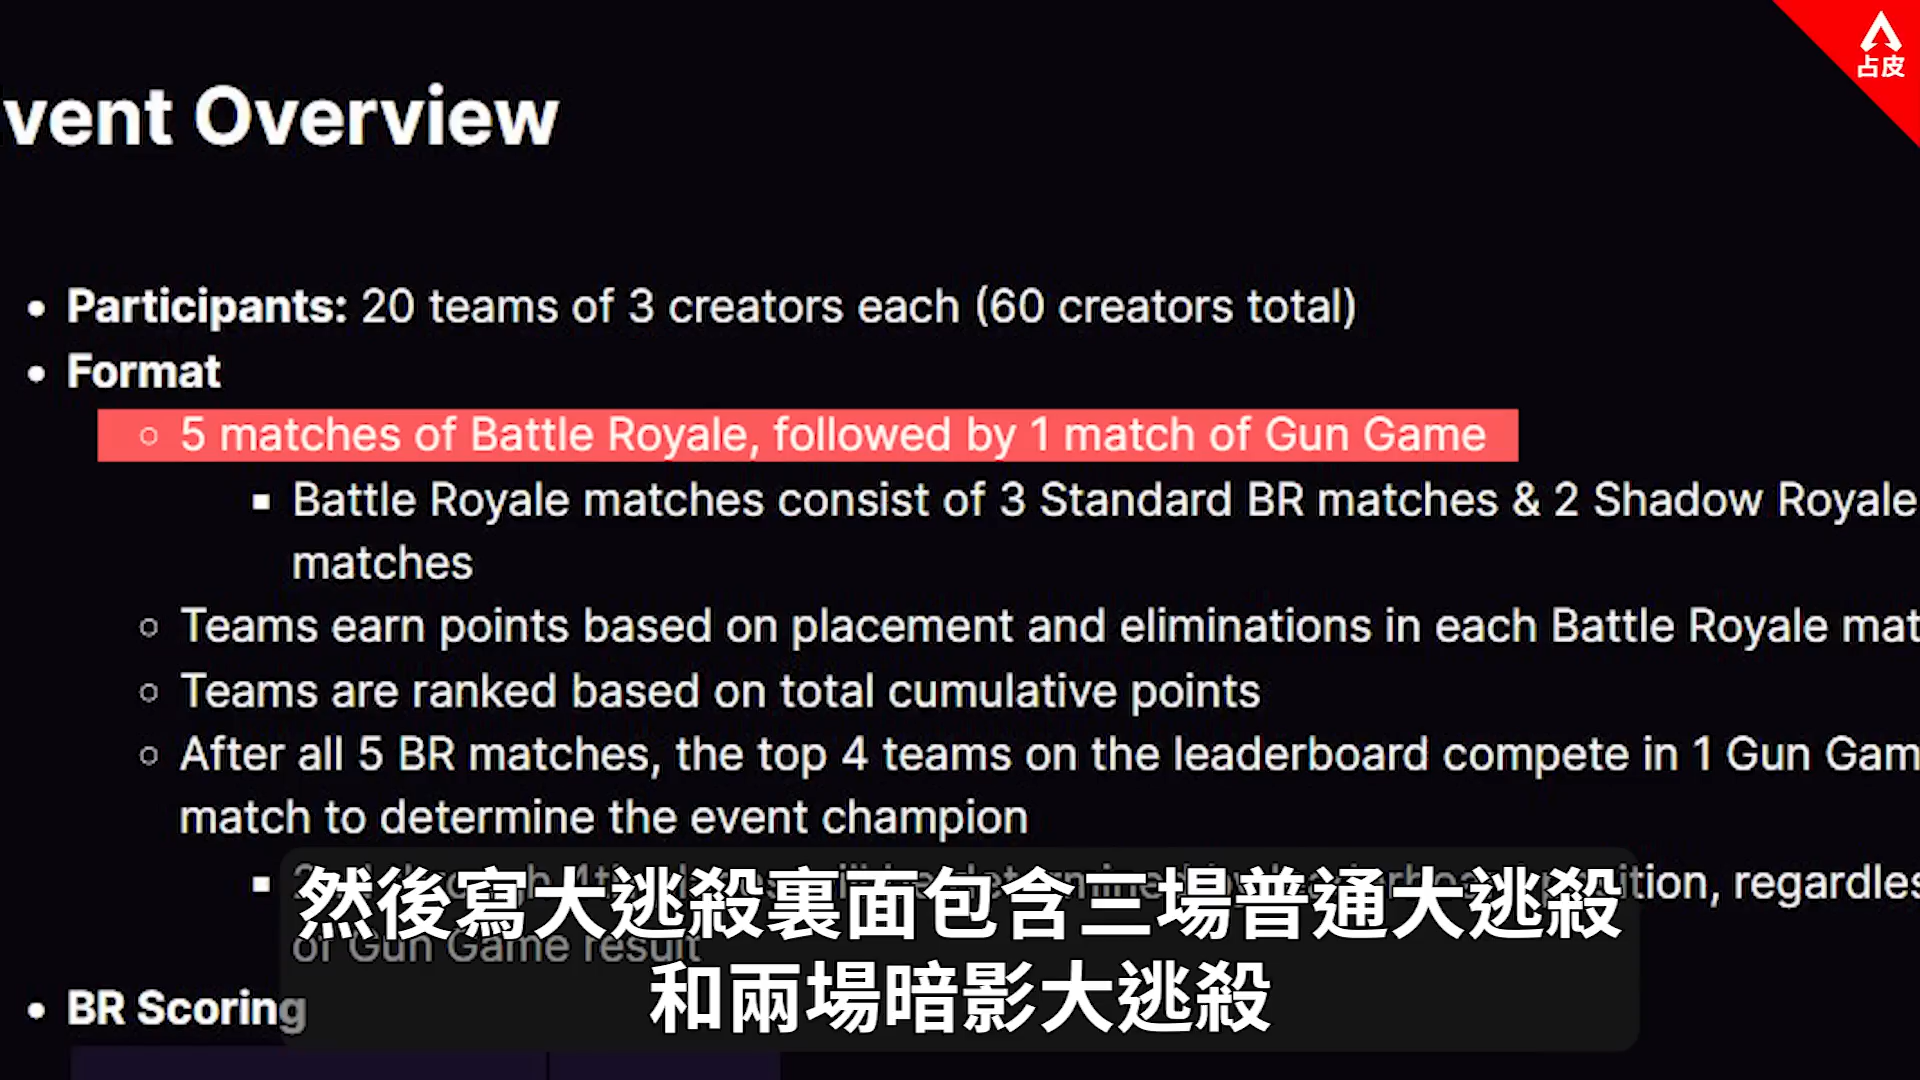 占皮
vent Overview
Participants: 20 teams of 3 creators each (60 creators total)
Format
5 matches of Battle Royale, followed by 1 match of Gun Game
Battle Royale matches consist of 3 Standard BR matches & 2 Shadow Royale
matches
Teams earn points based on placement and eliminations in each Battle Royale mat
Teams are ranked based on total cumulative points
After all 5 BR matches, the top 4 teams on the leaderboard compete in 1 Gun Gam
match to determine the event champion
tion, regardles
of Gun Game result
然後寫大逃殺裏面包含三場普通大逃殺
和兩場暗影大逃殺
BR Scoring